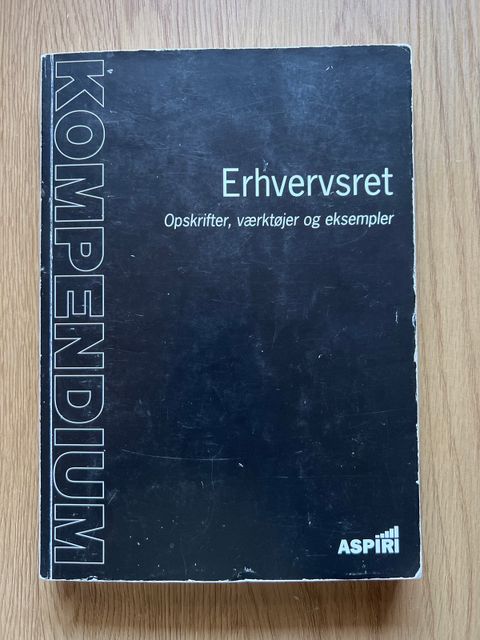 KOMPENDIUM
Erhvervsret
Opskrifter, værktøjer og eksempler
ASPIRI